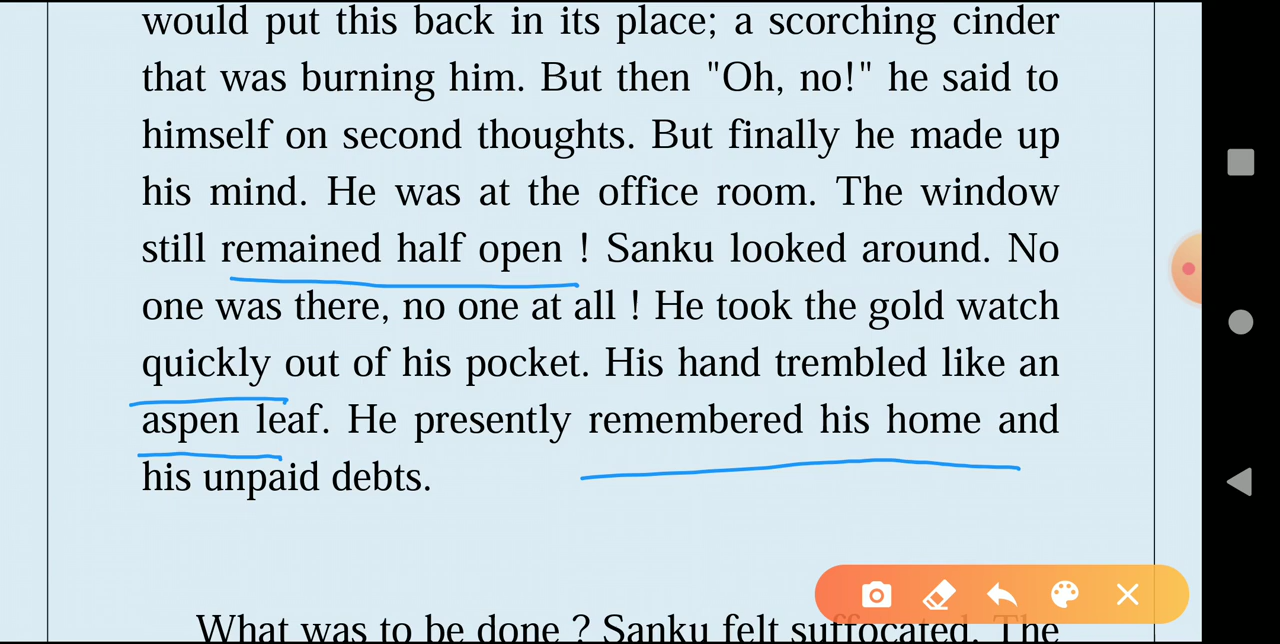 would put this back in its place; a scorching cinder
that was burning him. But then "Oh, no!" he said to
himself on second thoughts. But finally he made up
his mind. He was at the office room. The window
still remained half open ! Sanku looked around. No
one was there, no one at all ! He took the gold watch
quickly out of his pocket. His hand trembled like an
aspen leaf. He presently remembered his home and
his unpaid debts.
What was to be done ? Sanku felt suffocated. The